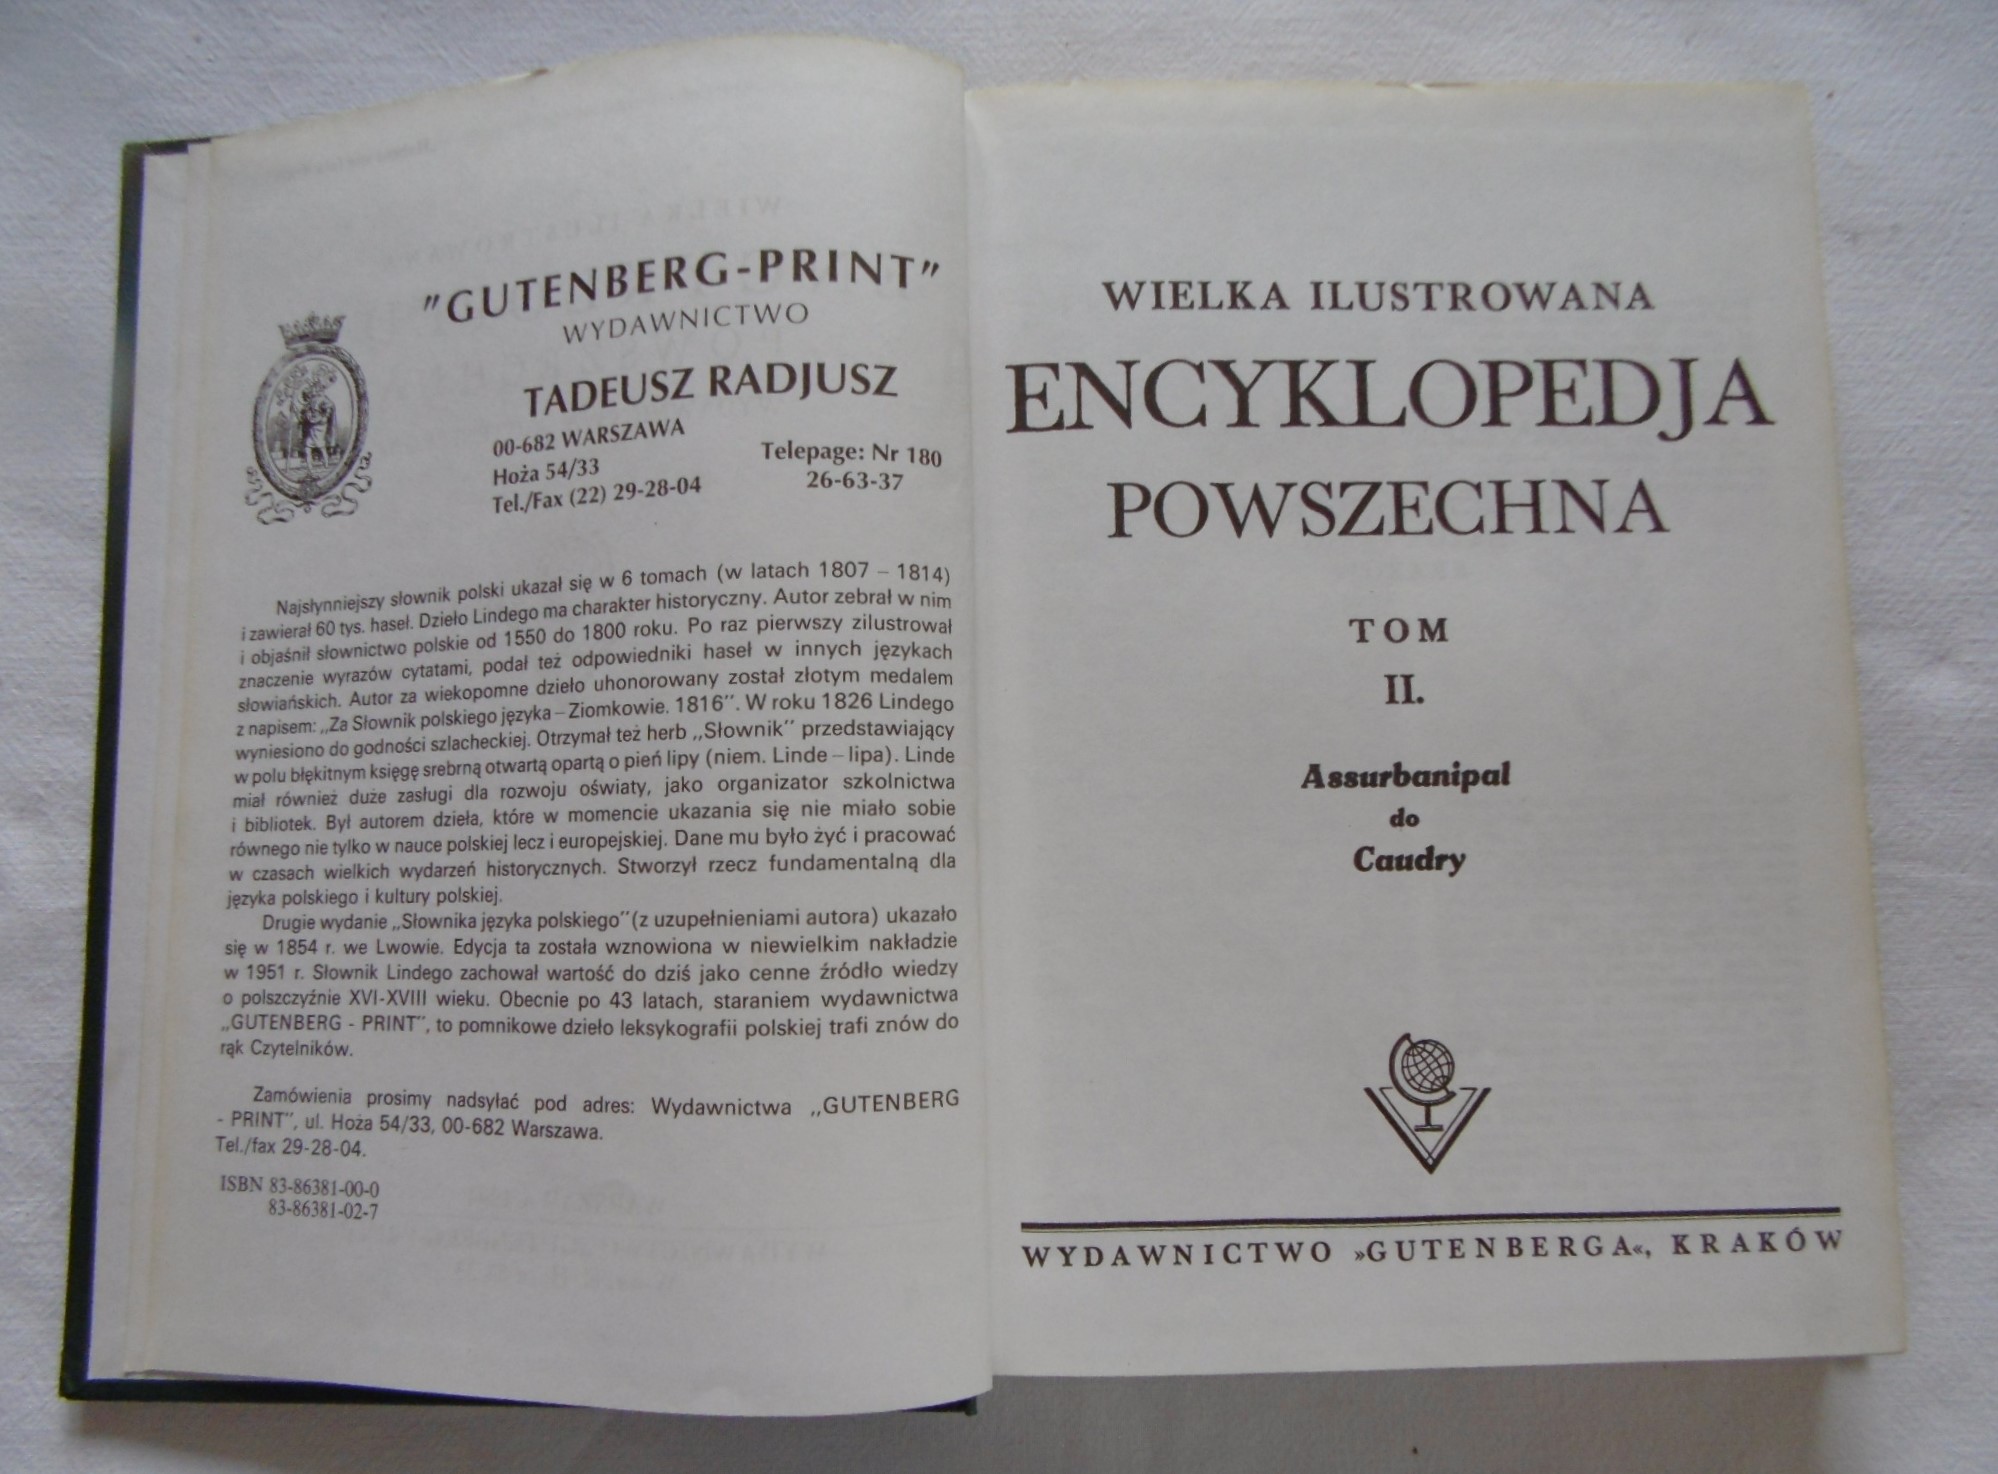 "GUTENBERG-PRINT"
WYDAWNICTWO
TADEUSZ RADJUSZ
00-682 WARSZAWA
Hoża 54/33
Tel./Fax (22) 29-28-04
Telepage: Nr 180
26-63-37
Najsłynniejszy słownik polski ukazał się w 6 tomach (w latach 1807 – 1814)
i zawierał 60 tys. haseł. Dzieło Lindego ma charakter historyczny. Autor zebrał w nim
i objaśnił słownictwo polskie od 1550 do 1800 roku. Po raz pierwszy zilustrował
znaczenie wyrazów cytatami, podał też odpowiedniki haseł w innych językach
słowiańskich. Autor za wiekopomne dzieło uhonorowany został złotym medalem
z napisem: „Za Słownik polskiego języka – Ziomkowie. 1816". W roku 1826 Lindego
wyniesiono do godności szlacheckiej. Otrzymał też herb „Słownik" przedstawiający
w polu błękitnym księgę srebrną otwartą opartą o pień lipy (niem. Linde – lipa). Linde
miał również duże zasługi dla rozwoju oświaty, jako organizator szkolnictwa
i bibliotek. Był autorem dzieła, które w momencie ukazania się nie miało sobie
równego nie tylko w nauce polskiej lecz i europejskiej. Dane mu było żyć i pracować
w czasach wielkich wydarzeń historycznych. Stworzył rzecz fundamentalną dla
języka polskiego i kultury polskiej.
Drugie wydanie „Słownika języka polskiego" (z uzupełnieniami autora) ukazało
się w 1854 r. we Lwowie. Edycja ta została wznowiona w niewielkim nakładzie
w 1951 r. Słownik Lindego zachował wartość do dziś jako cenne źródło wiedzy
o polszczyźnie XVI-XVIII wieku. Obecnie po 43 latach, staraniem wydawnictwa
„GUTENBERG - PRINT", to pomnikowe dzieło leksykografii polskiej trafi znów do
rąk Czytelników.
Zamówienia prosimy nadsyłać pod adres: Wydawnictwa „GUTENBERG
- PRINT", ul. Hoża 54/33, 00-682 Warszawa.
Tel./fax 29-28-04.
ISBN 83-86381-00-0
83-86381-02-7
WIELKA ILUSTROWANA
ENCYKLOPEDJA
POWSZECHNA
TOM
II.
Assurbanipal
do
Caudry
WYDAWNICTWO »GUTENBERGA«, KRAKÓW